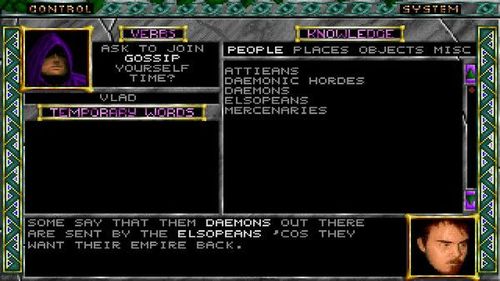 CONTROL
SYSTEM
VERBS
KNOWLEDGE
ASK TO JOIN
GOSSIP
YOURSELF
TIME?
PEOPLE PLACES OBJECTS MISC
VLAD
TEMPORARY WORDS
ATTIEANS
DAEMONIC HORDES
DAEMONS
ELSOPEANS
MERCENARIES
SOME SAY THAT THEM DAEMONS OUT THERE
ARE SENT BY THE ELSOPEANS 'COS THEY
WANT THEIR EMPIRE BACK.